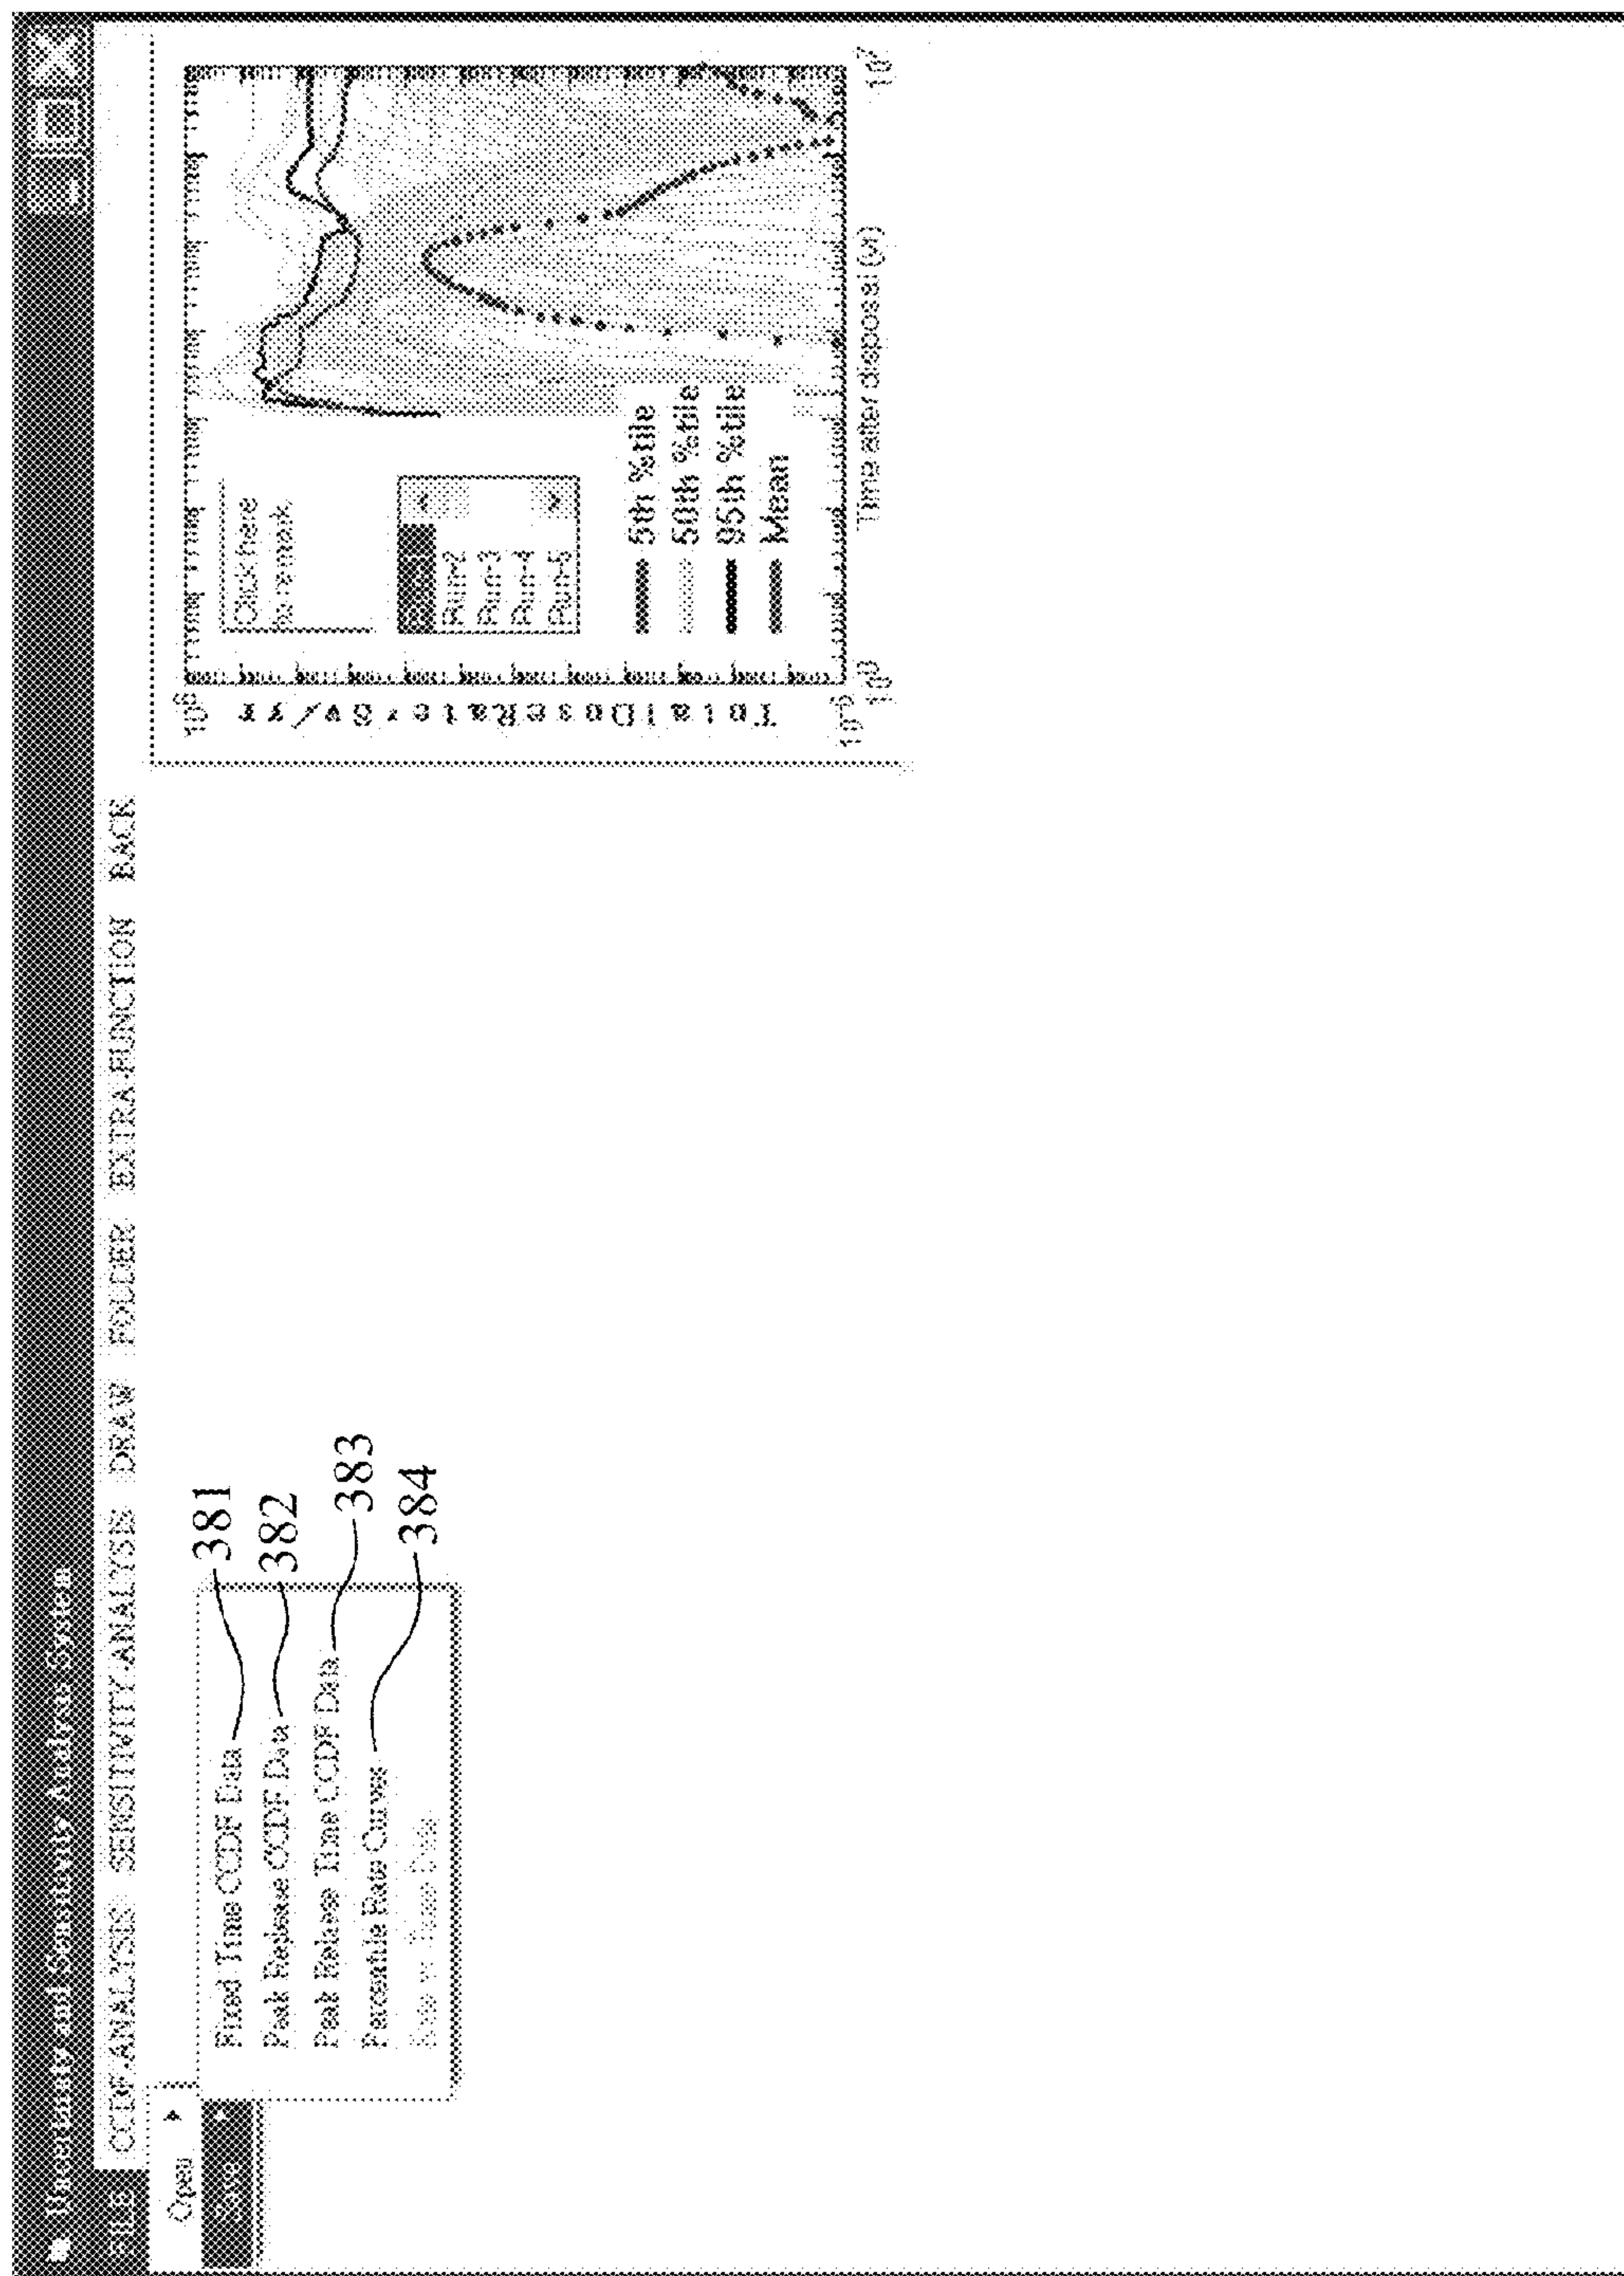 Uncertainty and Sensitivity Analysis System
FILE CCDF ANALYSIS SENSITIVITY ANALYSIS DRAW FOLDER EXTRA-FUNCTION BACK
Open
Save
Fixed Time CCDF Data 381
Peak Release CCDF Data 382
Peak Release Time CCDF Data 383
Percentile Rate Curves 384
Data
Click here
to remark
Run2
Run3
Run4
Run5
5th %tile
50th %tile
95th %tile
Mean
Total Dose Rate, Sv/yr
Time after disposal (yr)